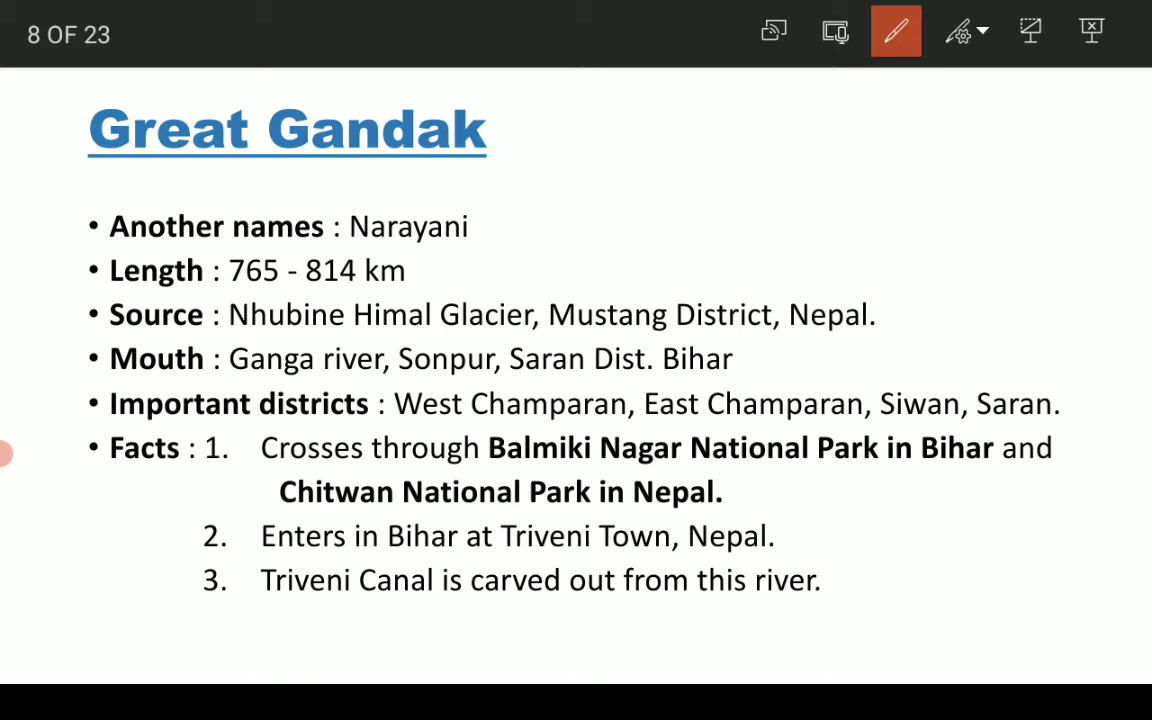 8 OF 23
Great Gandak
• Another names : Narayani
• Length : 765 - 814 km
• Source : Nhubine Himal Glacier, Mustang District, Nepal.
• Mouth : Ganga river, Sonpur, Saran Dist. Bihar
• Important districts : West Champaran, East Champaran, Siwan, Saran.
• Facts : 1. Crosses through Balmiki Nagar National Park in Bihar and
Chitwan National Park in Nepal.
2. Enters in Bihar at Triveni Town, Nepal.
3. Triveni Canal is carved out from this river.